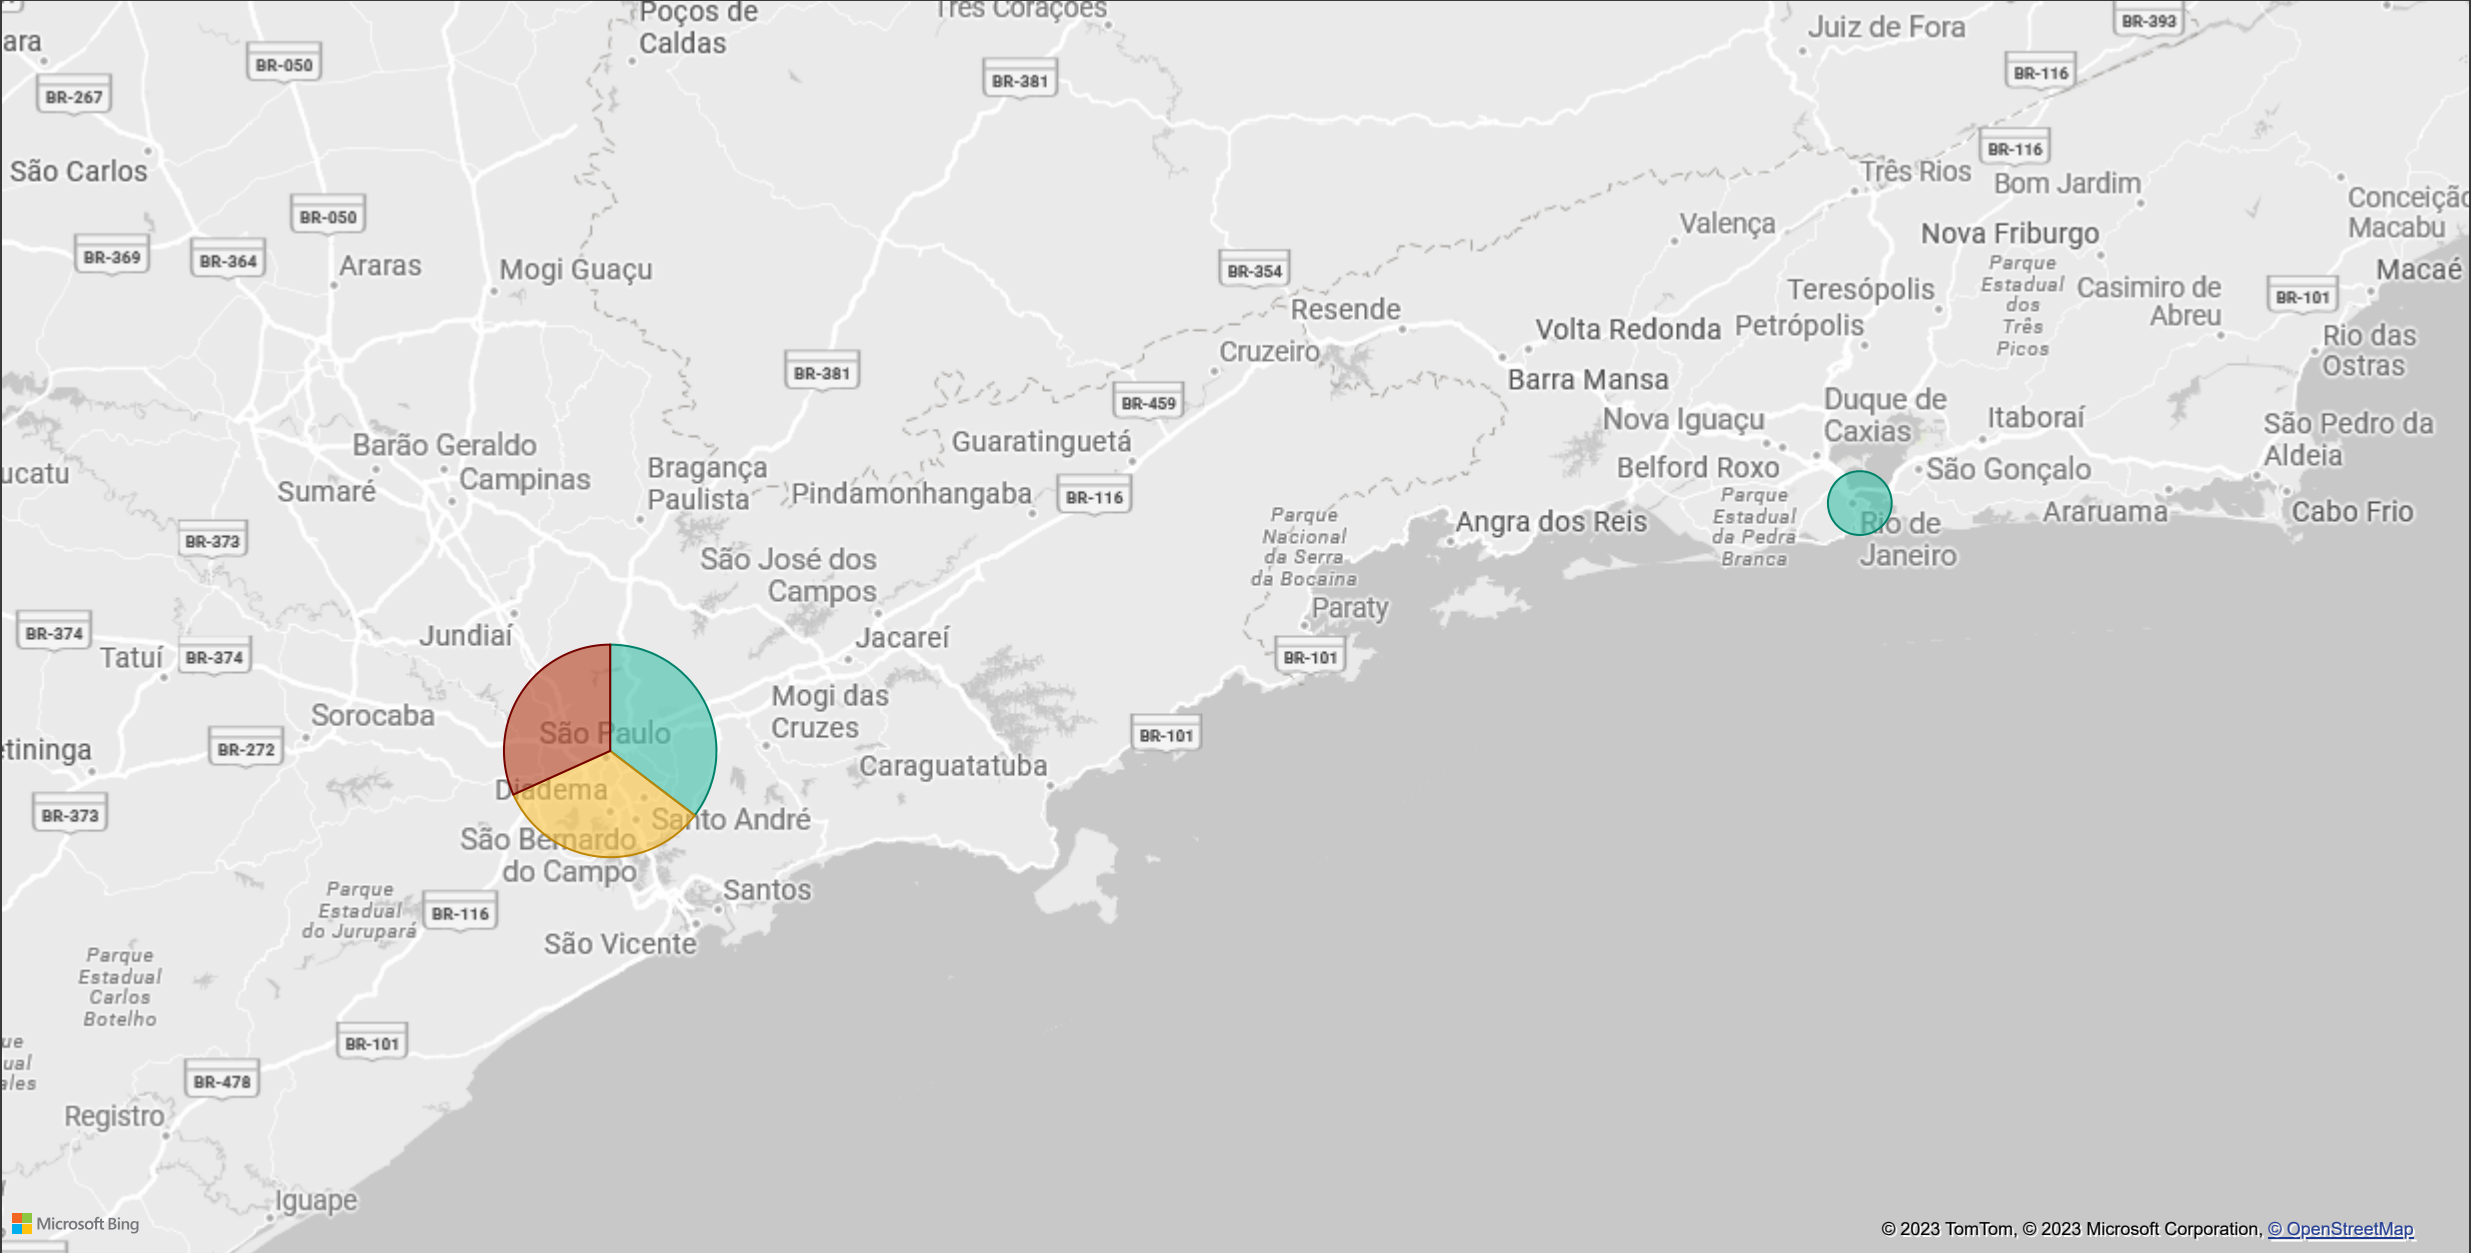 Poços de
Caldas
Três Corações
Juiz de Fora
BR-393
ara
BR-050
BR-267
BR-381
BR-116
São Carlos
BR-116
Três Rios
Bom Jardim
BR-050
Conceição
Macabu
Valença
Nova Friburgo
BR-369
BR-364
Araras
Mogi Guaçu
BR-354
Parque
Estadual
dos
Três
Picos
Macaé
Teresópolis
Casimiro de
Abreu
BR-101
Resende
Volta Redonda
Petrópolis
Rio das
Ostras
Cruzeiro
BR-381
Barra Mansa
BR-459
Duque de
Caxias
Nova Iguaçu
Itaboraí
São Pedro da
Aldeia
Barão Geraldo
Guaratinguetá
Bragança
Paulista
Belford Roxo
São Gonçalo
ucatu
Campinas
Sumaré
Pindamonhangaba
BR-116
Parque
Estadual
da Pedra
Branca
Araruama
Cabo Frio
Parque
Nacional
da Serra
da Bocaina
Angra dos Reis
Rio de
Janeiro
BR-373
São José dos
Campos
Paraty
BR-374
Jundiaí
Jacareí
Tatuí
BR-374
BR-101
Mogi das
Cruzes
Sorocaba
São Paulo
BR-101
etininga
BR-272
Caraguatatuba
Diadema
BR-373
Santo André
São Bernardo
do Campo
Parque
Estadual
do Jurupará
Santos
BR-116
São Vicente
Parque
Estadual
Carlos
Botelho
BR-101
ue
ual
ales
BR-478
Registro
Iguape
Microsoft Bing
© 2023 TomTom, © 2023 Microsoft Corporation, © OpenStreetMap